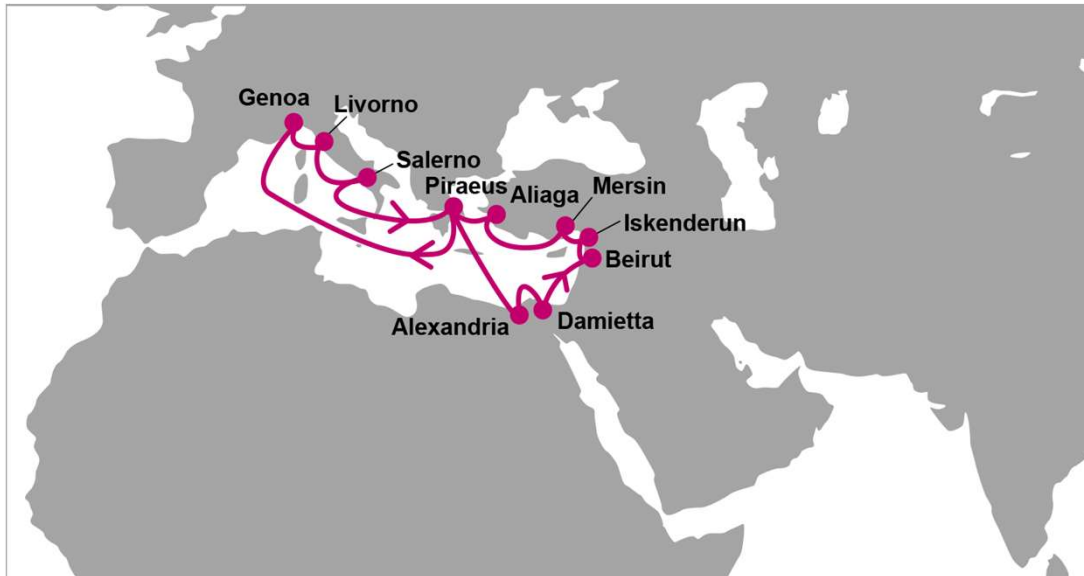 Genoa
Livorno
Salerno
Piraeus
Aliaga
Mersin
Iskenderun
Beirut
Alexandria
Damietta